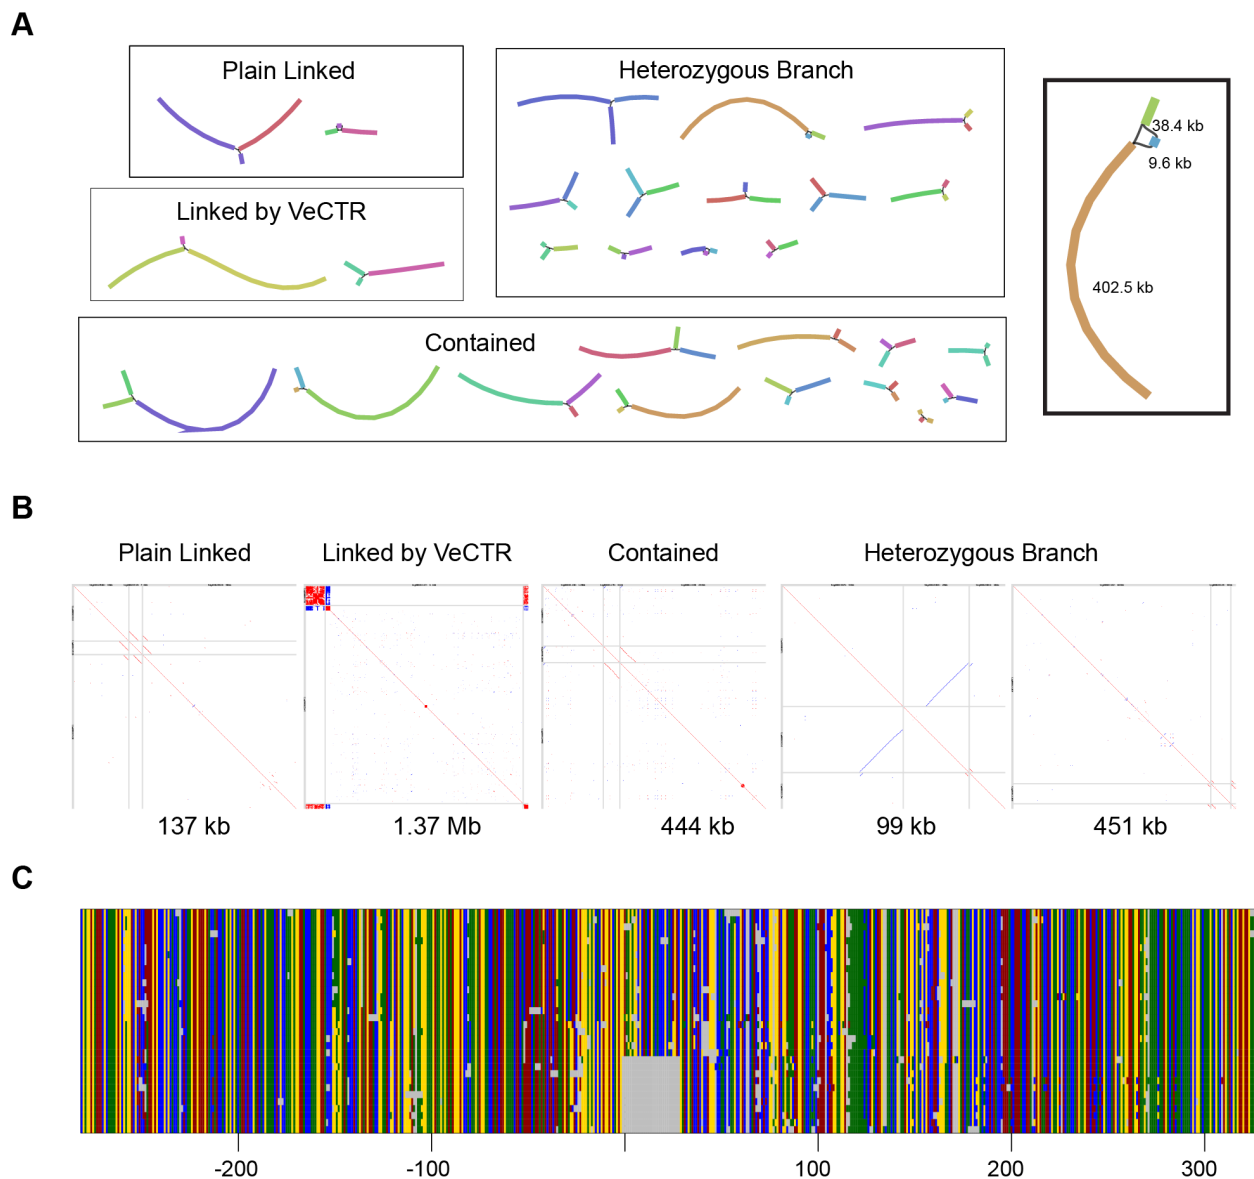 A
Plain Linked
Heterozygous Branch
38.4 kb
9.6 kb
402.5 kb
Linked by VeCTR
Contained
B
Plain Linked
Linked by VeCTR
Contained
Heterozygous Branch
137 kb
1.37 Mb
444 kb
99 kb
451 kb
C
-200
-100
100
200
300